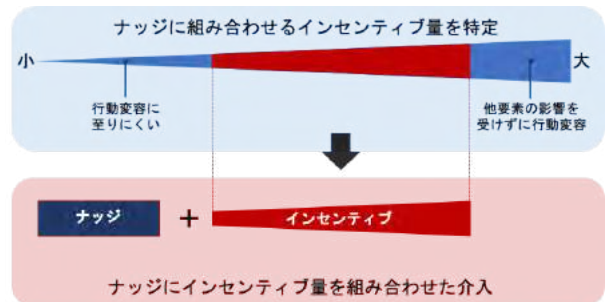 ナッジに組み合わせるインセンティブ量を特定
小
大
行動変容に
至りにくい
他要素の影響を
受けずに行動変容
ナッジ
+
インセンティブ
ナッジにインセンティブ量を組み合わせた介入